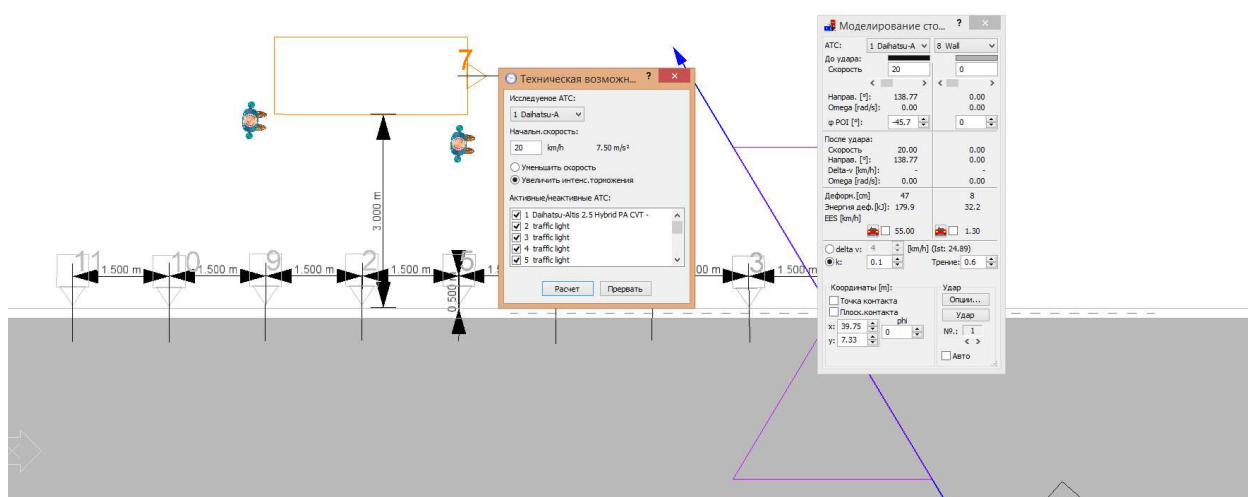 7
Техническая возможн... ?
Исследуемое АТС:
1 Daihatsu-A
Начальн.скорость:
20 km/h 7.50 m/s²
Уменьшить скорость
Увеличить интенс.торможения
Активные/неактивные АТС:
1 Daihatsu-Altis 2.5 Hybrid PA CVT -
2 traffic light
3 traffic light
4 traffic light
5 traffic light
Расчет Прервать
Моделирование сто... ?
АТС: 1 Daihatsu-A 8 Wall
До удара:
Скорость 20 0
Направ. [°]: 138.77 0.00
Omega [rad/s]: 0.00 0.00
φ POI [°]: -45.7 0
После удара:
Скорость 20.00 0.00
Направ. [°]: 138.77 0.00
Delta-v [km/h]: - -
Omega [rad/s]: 0.00 0.00
Деформ.[cm] 47 8
Энергия деф.[kJ]: 179.9 32.2
EES [km/h]
55.00 1.30
delta v: 4 [km/h] (Ist: 24.89)
k: 0.1 Трение: 0.6
Координаты [m]: Удар
Точка контакта Опции...
Плоск.контакта Удар
phi
x: 39.75 0 №.: 1
y: 7.33
Авто
3.000 m
11 10 9 2 5 3
1.500 m 1.500 m 1.500 m 1.500 m 00 m 1.500
0.500